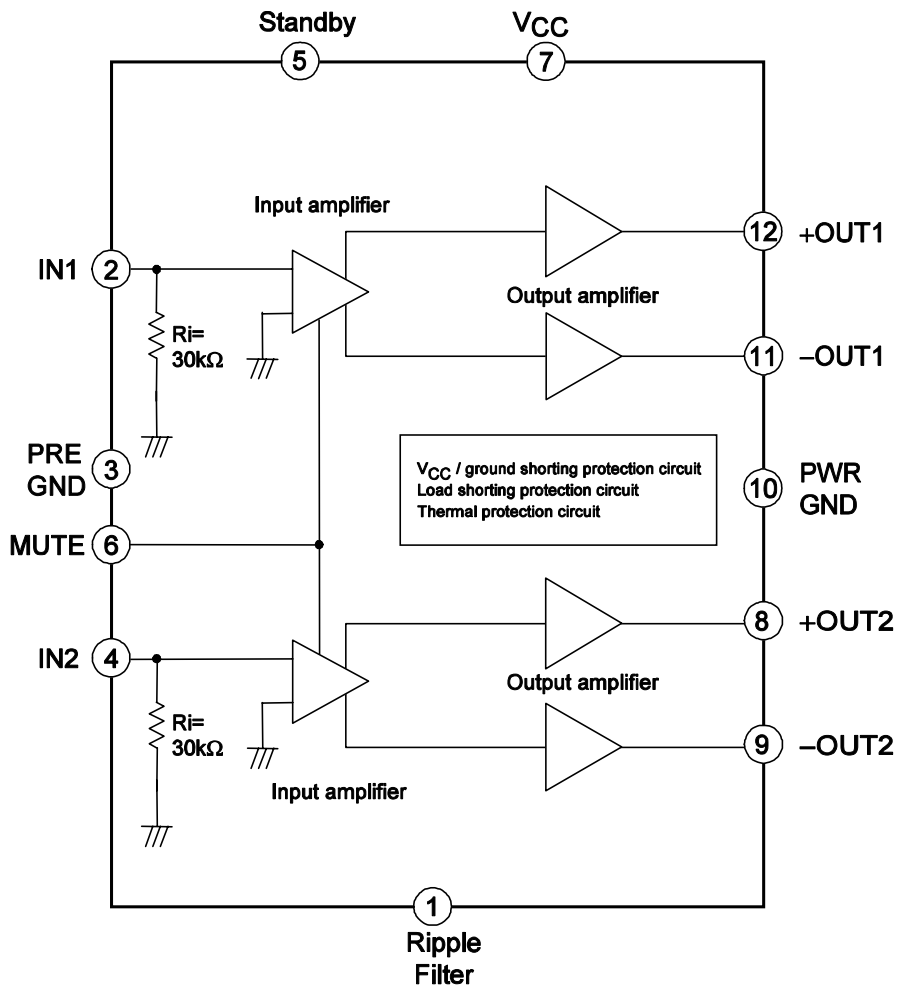 Standby
VCC
5
7
Input amplifier
12 +OUT1
IN1 2
Output amplifier
Ri=
30kΩ
11 –OUT1
PRE
GND
3
VCC / ground shorting protection circuit
Load shorting protection circuit
Thermal protection circuit
10
PWR
GND
MUTE 6
8 +OUT2
IN2 4
Output amplifier
Ri=
30kΩ
9 –OUT2
Input amplifier
1
Ripple
Filter